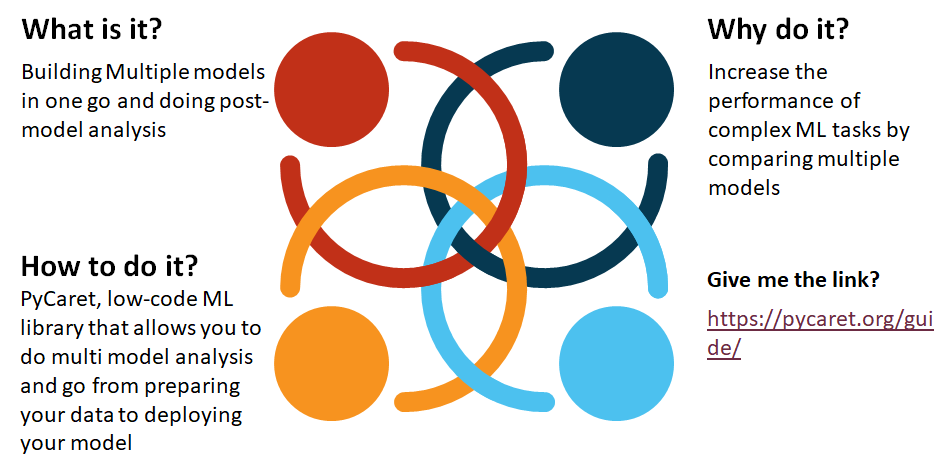 What is it?
Building Multiple models
in one go and doing post-
model analysis
Why do it?
Increase the
performance of
complex ML tasks by
comparing multiple
models
How to do it?
PyCaret, low-code ML
library that allows you to
do multi model analysis
and go from preparing
your data to deploying
your model
Give me the link?
https://pycaret.org/gui
de/